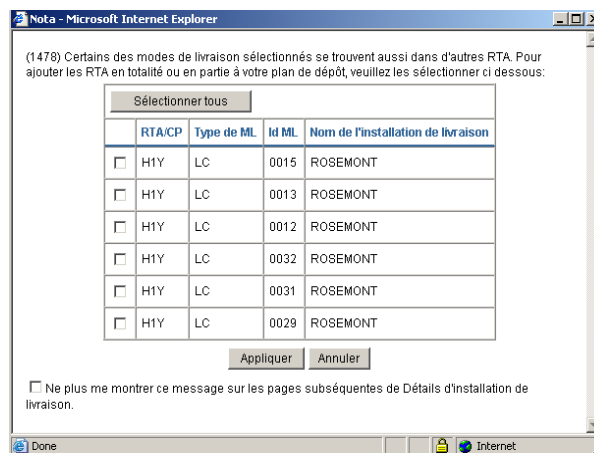 Nota - Microsoft Internet Explorer
(1478) Certains des modes de livraison sélectionnés se trouvent aussi dans d'autres RTA. Pour
ajouter les RTA en totalité ou en partie à votre plan de dépôt, veuillez les sélectionner ci dessous:
Sélectionner tous
RTA/CP Type de ML Id ML Nom de l'installation de livraison
H1Y LC 0015 ROSEMONT
H1Y LC 0013 ROSEMONT
H1Y LC 0012 ROSEMONT
H1Y LC 0032 ROSEMONT
H1Y LC 0031 ROSEMONT
H1Y LC 0029 ROSEMONT
Appliquer Annuler
Ne plus me montrer ce message sur les pages subséquentes de Détails d'installation de
livraison.
Done Internet